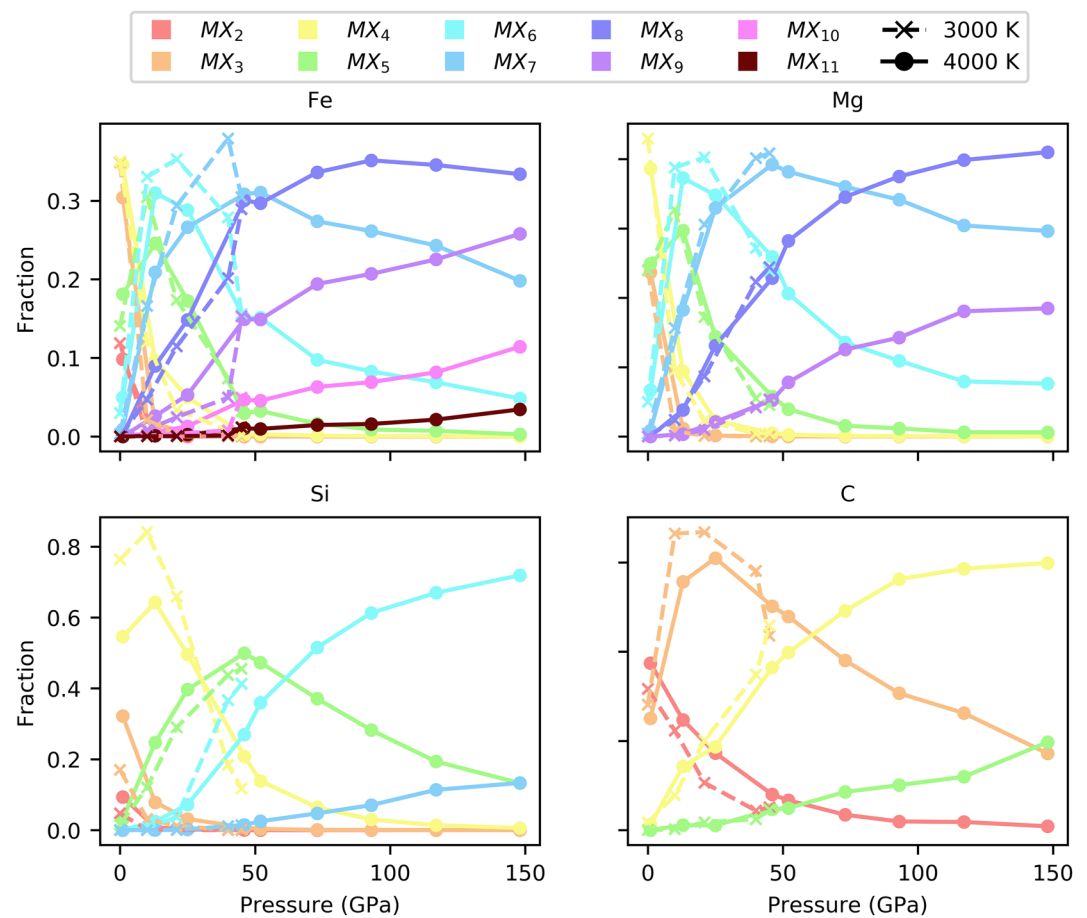 MX₂ MX₄ MX₆ MX₈ MX₁₀ 3000 K
MX₃ MX₅ MX₇ MX₉ MX₁₁ 4000 K
Fe Mg
0.3
0.2
0.1
0.0
Fraction
Si C
0.8
0.6
0.4
0.2
0.0
Fraction
0 50 100 150 0 50 100 150
Pressure (GPa) Pressure (GPa)